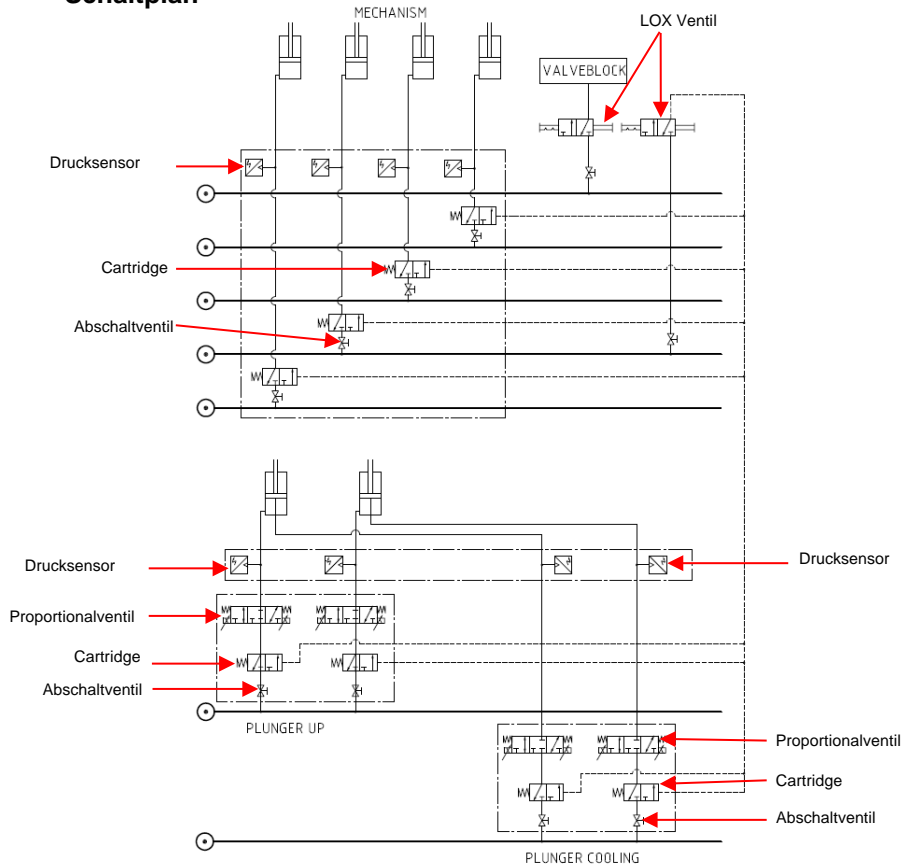 Schaltplan
MECHANISM
LOX Ventil
VALVEBLOCK
Drucksensor
Cartridge
Abschaltventil
Drucksensor
Drucksensor
Proportionalventil
Cartridge
Abschaltventil
PLUNGER UP
Proportionalventil
Cartridge
Abschaltventil
PLUNGER COOLING